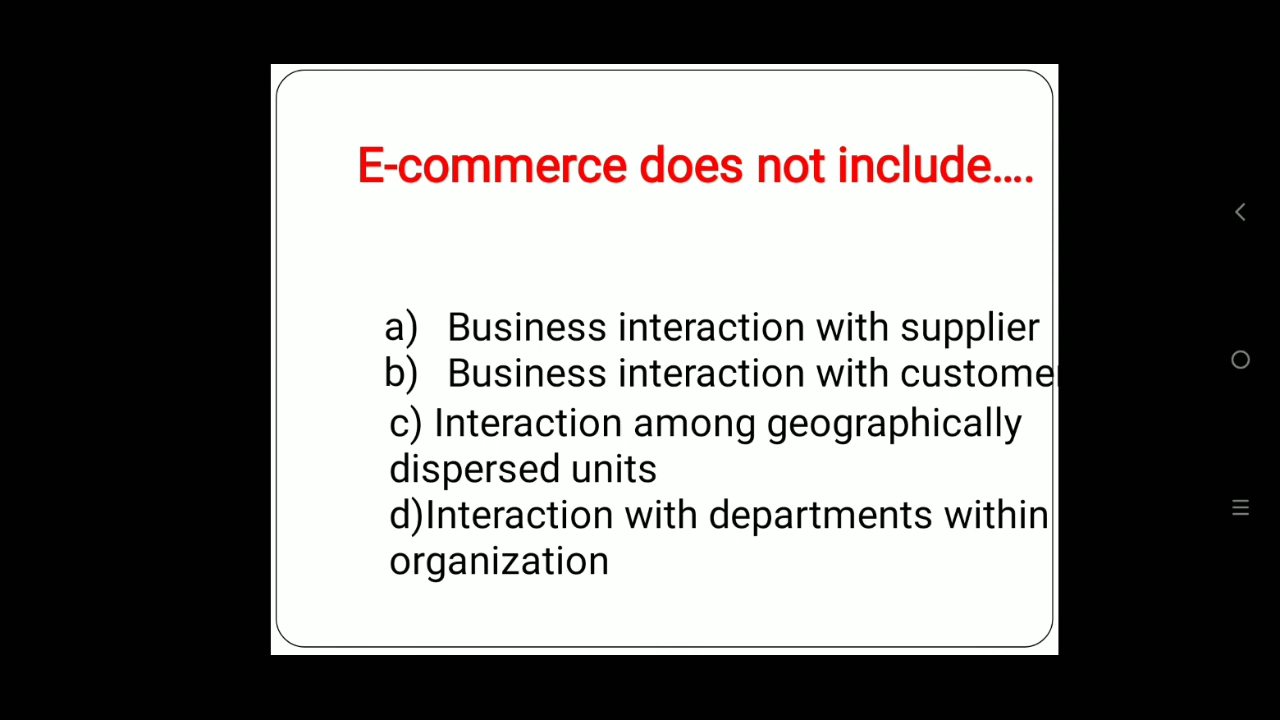 E-commerce does not include....
a) Business interaction with supplier
b) Business interaction with custome
c) Interaction among geographically
dispersed units
d)Interaction with departments within
organization